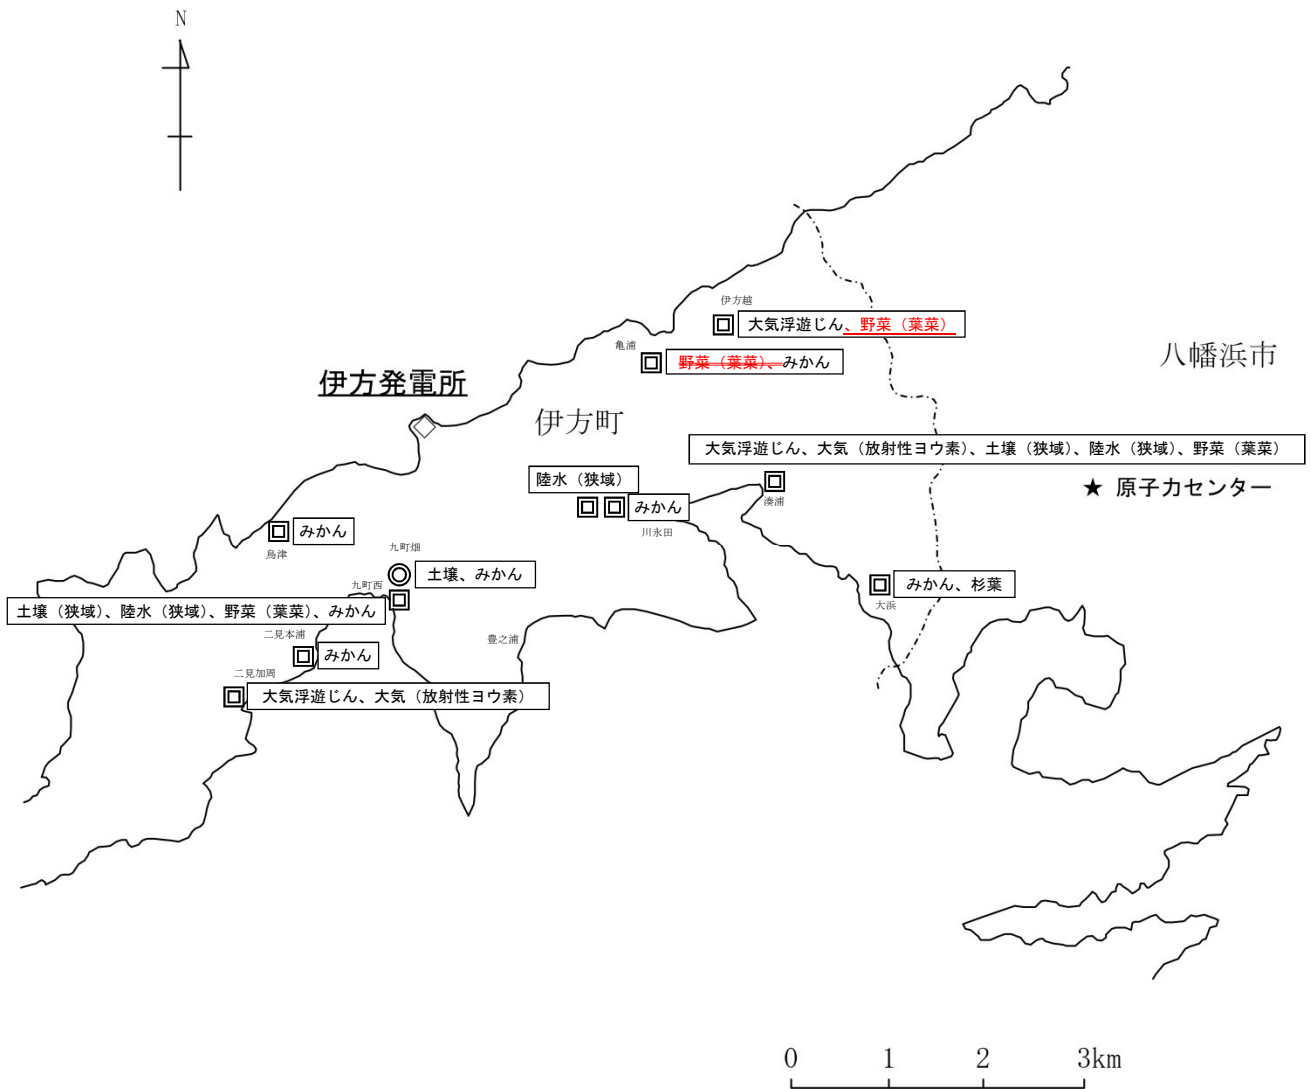 N
伊方越
大気浮遊じん、野菜（葉菜）
亀浦
野菜（葉菜）、みかん
八幡浜市
伊方発電所
伊方町
大気浮遊じん、大気（放射性ヨウ素）、土壌（狭域）、陸水（狭域）、野菜（葉菜）
陸水（狭域）
湊浦
★ 原子力センター
みかん
川永田
みかん
鳥津
九町畑
土壌、みかん
九町西
みかん、杉葉
大浜
土壌（狭域）、陸水（狭域）、野菜（葉菜）、みかん
二見本浦
豊之浦
みかん
二見加周
大気浮遊じん、大気（放射性ヨウ素）
0 1 2 3km